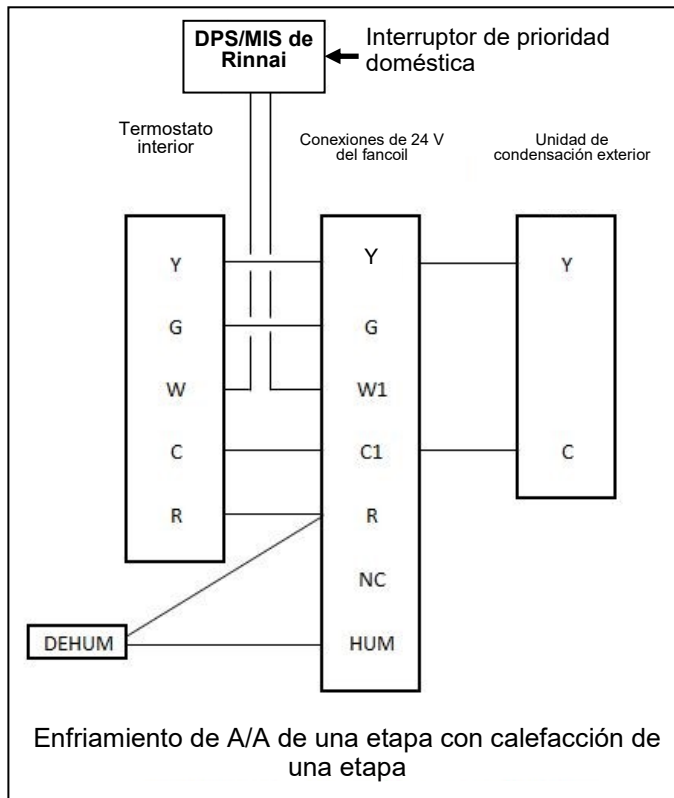 DPS/MIS de
Rinnai
Interruptor de prioridad
doméstica
Termostato
interior
Conexiones de 24 V
del fancoil
Unidad de
condensación exterior
Y
G
W
C
R
Y
G
W1
C1
R
NC
HUM
Y
C
DEHUM
Enfriamiento de A/A de una etapa con calefacción de
una etapa